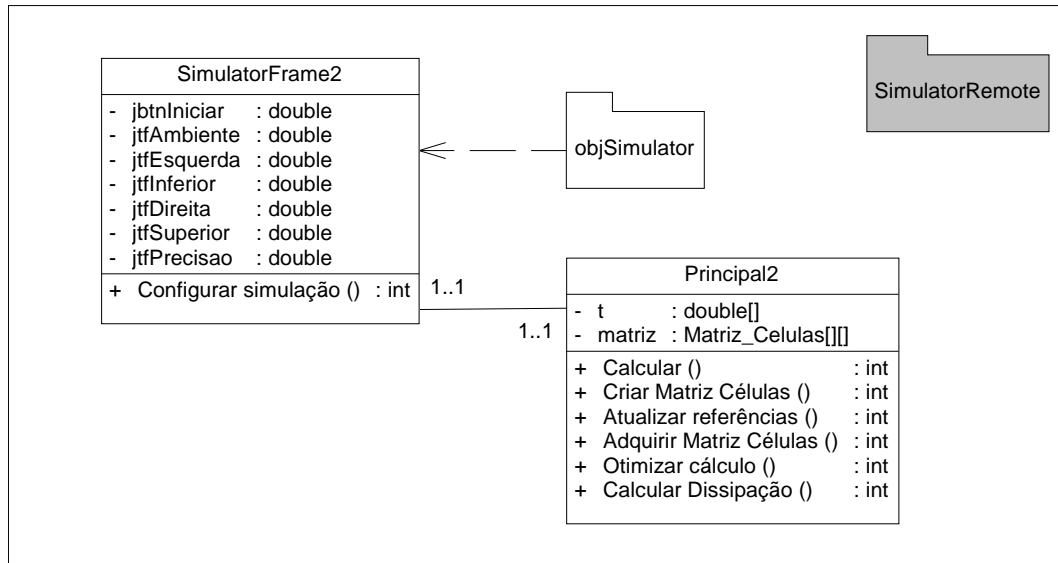 SimulatorFrame2
- jbtnIniciar : double
- jtfAmbiente : double
- jtfEsquerda : double
- jtfInferior : double
- jtfDireita : double
- jtfSuperior : double
- jtfPrecisao : double
+ Configurar simulação () : int
objSimulator
SimulatorRemote
1..1
1..1
Principal2
- t : double[]
- matriz : Matriz_Celulas[][]
+ Calcular () : int
+ Criar Matriz Células () : int
+ Atualizar referências () : int
+ Adquirir Matriz Células () : int
+ Otimizar cálculo () : int
+ Calcular Dissipação () : int